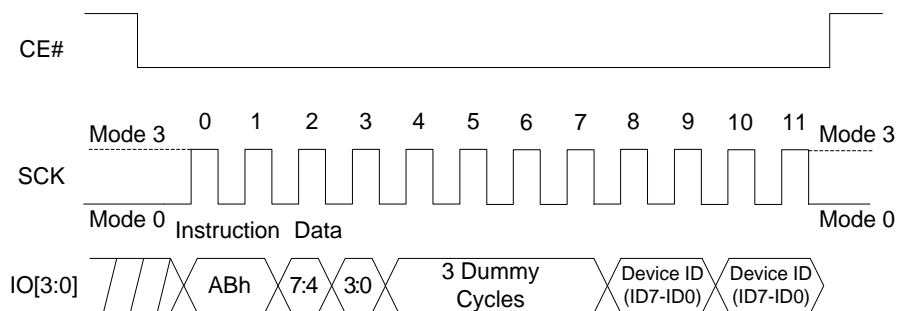 CE#
0 1 2 3 4 5 6 7 8 9 10 11
Mode 3 Mode 3
SCK
Mode 0 Mode 0
Instruction Data
IO[3:0] ABh 7:4 3:0 3 Dummy Cycles Device ID (ID7-ID0) Device ID (ID7-ID0)